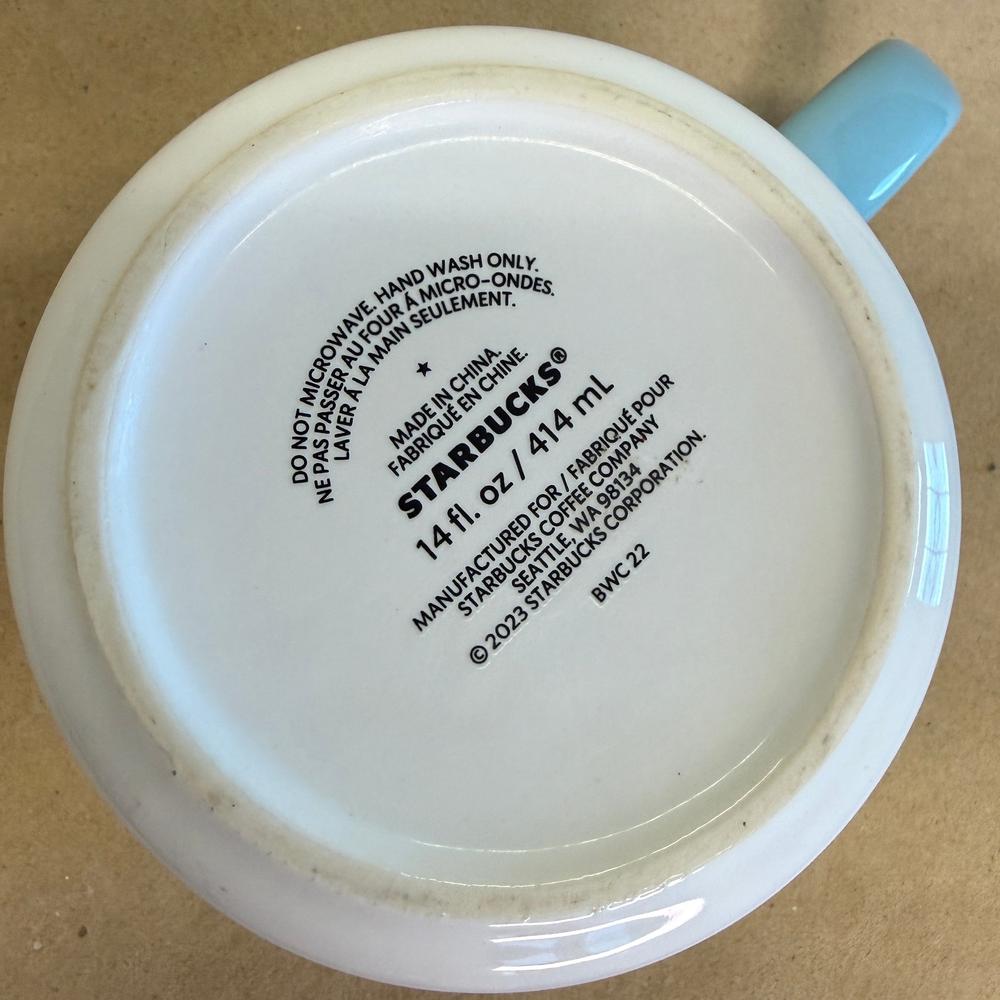 DO NOT MICROWAVE. HAND WASH ONLY.
NE PAS PASSER AU FOUR Á MICRO-ONDES.
LAVER Á LA MAIN SEULEMENT.
MADE IN CHINA.
FABRIQUÉ EN CHINE.
STARBUCKS®
14 fl. oz / 414 mL
MANUFACTURED FOR / FABRIQUÉ POUR
STARBUCKS COFFEE COMPANY
SEATTLE, WA 98134
© 2023 STARBUCKS CORPORATION.
BWC 22